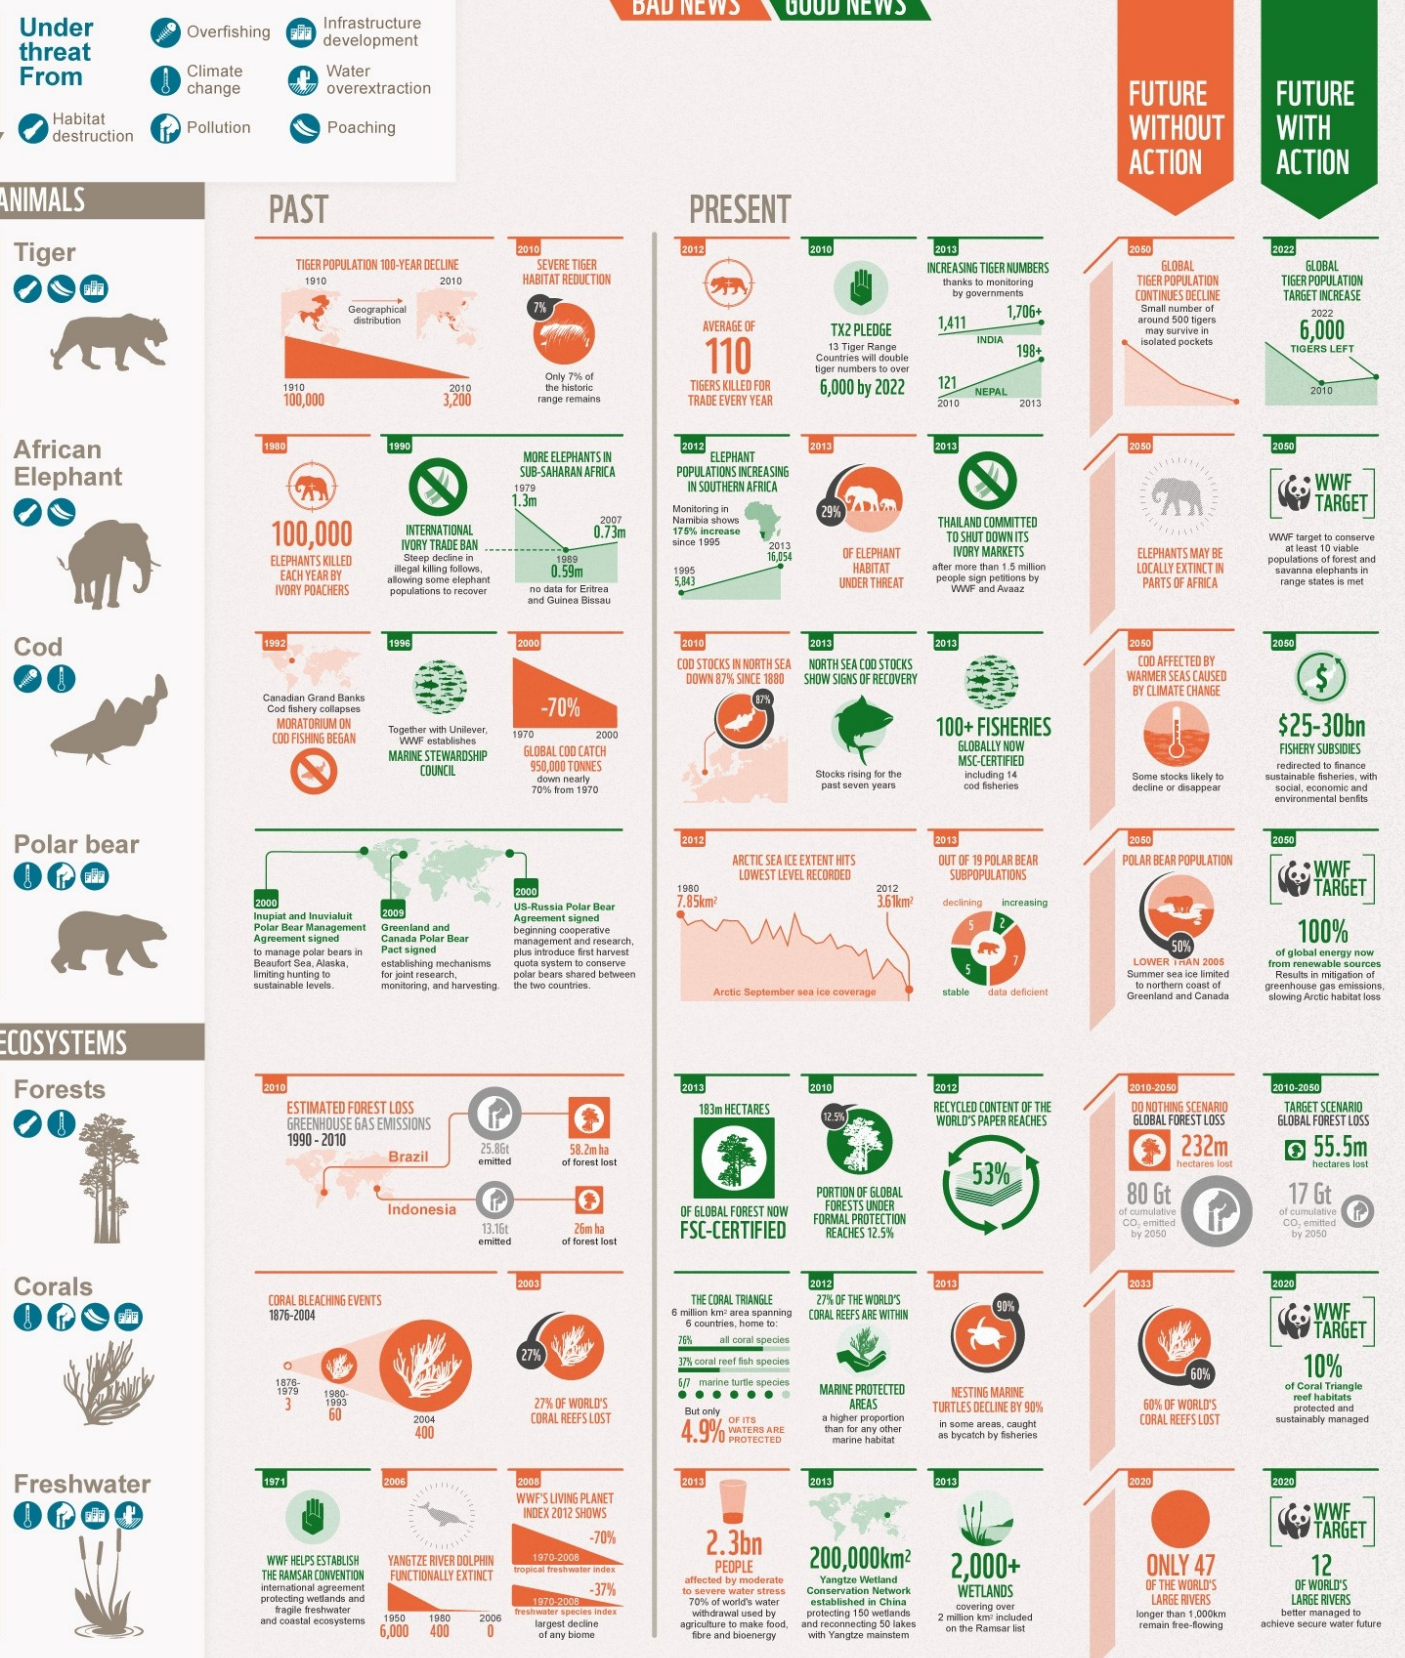 BAD NEWS
GOOD NEWS
Under
threat
From
Overfishing
Infrastructure
development
Climate
change
Water
overextraction
Habitat
destruction
Pollution
Poaching
FUTURE
WITHOUT
ACTION
FUTURE
WITH
ACTION
ANIMALS
PAST
PRESENT
Tiger
TIGER POPULATION 100-YEAR DECLINE
1910
2010
Geographical
distribution
1910
100,000
2010
3,200
2010
SEVERE TIGER
HABITAT REDUCTION
7%
Only 7% of
the historic
range remains
2012
AVERAGE OF
110
TIGERS KILLED FOR
TRADE EVERY YEAR
2010
TX2 PLEDGE
13 Tiger Range
Countries will double
tiger numbers to over
6,000 by 2022
2013
INCREASING TIGER NUMBERS
thanks to monitoring
by governments
1,411
1,706+
INDIA
198+
121
NEPAL
2010
2013
2050
GLOBAL
TIGER POPULATION
CONTINUES DECLINE
Small number of
around 500 tigers
may survive in
isolated pockets
2022
GLOBAL
TIGER POPULATION
TARGET INCREASE
2022
6,000
TIGERS LEFT
2010
African
Elephant
1980
100,000
ELEPHANTS KILLED
EACH YEAR BY
IVORY POACHERS
1990
INTERNATIONAL
IVORY TRADE BAN
Steep decline in
illegal killing follows,
allowing some elephant
populations to recover
MORE ELEPHANTS IN
SUB-SAHARAN AFRICA
1979
1.3m
2007
0.73m
1989
0.59m
no data for Eritrea
and Guinea Bissau
2012
ELEPHANT
POPULATIONS INCREASING
IN SOUTHERN AFRICA
Monitoring in
Namibia shows
175% increase
since 1995
2013
16,054
1995
5,843
2013
29%
OF ELEPHANT
HABITAT
UNDER THREAT
2013
THAILAND COMMITTED
TO SHUT DOWN ITS
IVORY MARKETS
after more than 1.5 million
people sign petitions by
WWF and Avaaz
2050
ELEPHANTS MAY BE
LOCALLY EXTINCT IN
PARTS OF AFRICA
2050
WWF
TARGET
WWF target to conserve
at least 10 viable
populations of forest and
savanna elephants in
range states is met
Cod
1992
Canadian Grand Banks
Cod fishery collapses
MORATORIUM ON
COD FISHING BEGAN
1996
Together with Unilever,
WWF establishes
MARINE STEWARDSHIP
COUNCIL
2000
-70%
1970
2000
GLOBAL COD CATCH
950,000 TONNES
down nearly
70% from 1970
2010
COD STOCKS IN NORTH SEA
DOWN 87% SINCE 1880
87%
2013
NORTH SEA COD STOCKS
SHOW SIGNS OF RECOVERY
Stocks rising for the
past seven years
2013
100+ FISHERIES
GLOBALLY NOW
MSC-CERTIFIED
including 14
cod fisheries
2050
COD AFFECTED BY
WARMER SEAS CAUSED
BY CLIMATE CHANGE
Some stocks likely to
decline or disappear
2050
$
$25-30bn
FISHERY SUBSIDIES
redirected to finance
sustainable fisheries, with
social, economic and
environmental benfits
Polar bear
2000
Inupiat and Inuvialuit
Polar Bear Management
Agreement signed
to manage polar bears in
Beaufort Sea, Alaska,
limiting hunting to
sustainable levels.
2009
Greenland and
Canada Polar Bear
Pact signed
establishing mechanisms
for joint research,
monitoring, and harvesting.
2000
US-Russia Polar Bear
Agreement signed
beginning cooperative
management and research,
plus introduce first harvest
quota system to conserve
polar bears shared between
the two countries.
2012
ARCTIC SEA ICE EXTENT HITS
LOWEST LEVEL RECORDED
1980
7.85km²
2012
3.61km²
Arctic September sea ice coverage
2013
OUT OF 19 POLAR BEAR
SUBPOPULATIONS
declining
increasing
5
2
5
7
stable
data deficient
2050
POLAR BEAR POPULATION
50%
LOWER THAN 2005
Summer sea ice limited
to northern coast of
Greenland and Canada
2050
WWF
TARGET
100%
of global energy now
from renewable sources
Results in mitigation of
greenhouse gas emissions,
slowing Arctic habitat loss
ECOSYSTEMS
Forests
2010
ESTIMATED FOREST LOSS
GREENHOUSE GAS EMISSIONS
1990 - 2010
Brazil
25.8Gt
emitted
58.2m ha
of forest lost
Indonesia
13.1Gt
emitted
26m ha
of forest lost
2013
183m HECTARES
OF GLOBAL FOREST NOW
FSC-CERTIFIED
2010
12.5%
PORTION OF GLOBAL
FORESTS UNDER
FORMAL PROTECTION
REACHES 12.5%
2012
RECYCLED CONTENT OF THE
WORLD'S PAPER REACHES
53%
2010-2050
DO NOTHING SCENARIO
GLOBAL FOREST LOSS
232m
hectares lost
80 Gt
of cumulative
CO₂ emitted
by 2050
2010-2050
TARGET SCENARIO
GLOBAL FOREST LOSS
55.5m
hectares lost
17 Gt
of cumulative
CO₂ emitted
by 2050
Corals
CORAL BLEACHING EVENTS
1876-2004
1876-
1979
3
1980-
1993
60
2004
400
2003
27%
27% OF WORLD'S
CORAL REEFS LOST
THE CORAL TRIANGLE
6 million km² area spanning
6 countries, home to:
76% all coral species
37% coral reef fish species
6/7 marine turtle species
But only
4.9%
OF ITS
WATERS ARE
PROTECTED
2012
27% OF THE WORLD'S
CORAL REEFS ARE WITHIN
MARINE PROTECTED
AREAS
a higher proportion
than for any other
marine habitat
2013
90%
NESTING MARINE
TURTLES DECLINE BY 90%
in some areas, caught
as bycatch by fisheries
2033
60%
60% OF WORLD'S
CORAL REEFS LOST
2020
WWF
TARGET
10%
of Coral Triangle
reef habitats
protected and
sustainably managed
Freshwater
1971
WWF HELPS ESTABLISH
THE RAMSAR CONVENTION
international agreement
protecting wetlands and
fragile freshwater
and coastal ecosystems
2006
YANGTZE RIVER DOLPHIN
FUNCTIONALLY EXTINCT
1950
6,000
1980
400
2006
0
2008
WWF'S LIVING PLANET
INDEX 2012 SHOWS
-70%
1970-2008
tropical freshwater index
-37%
1970-2008
freshwater species index
largest decline
of any biome
2013
2.3bn
PEOPLE
affected by moderate
to severe water stress
70% of world's water
withdrawal used by
agriculture to make food,
fibre and bioenergy
2013
200,000km²
Yangtze Wetland
Conservation Network
established in China
protecting 150 wetlands
and reconnecting 50 lakes
with Yangtze mainstem
2013
2,000+
WETLANDS
covering over
2 million km² included
on the Ramsar list
2020
ONLY 47
OF THE WORLD'S
LARGE RIVERS
longer than 1,000km
remain free-flowing
2020
WWF
TARGET
12
OF WORLD'S
LARGE RIVERS
better managed to
achieve secure water future